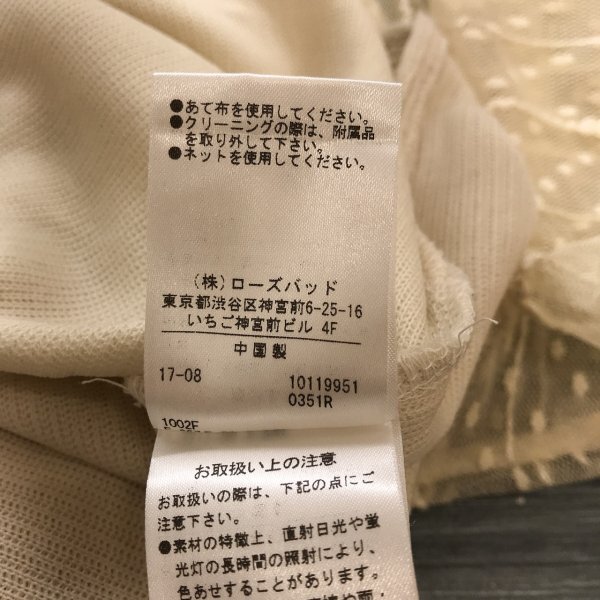 ●あて布を使用してください。
●クリーニングの際は、附属品
を取り外して下さい。
●ネットを使用してください。
(株)ローズバッド
東京都渋谷区神宮前6-25-16
いちご神宮前ビル 4F
中国製
17-08 10119951
0351R
1002F
お取扱い上の注意
お取扱いの際は、下記の点にご
注意下さい。
●素材の特徴上、直射日光や蛍
光灯の長時間の照射により、
色あせすることがあります。